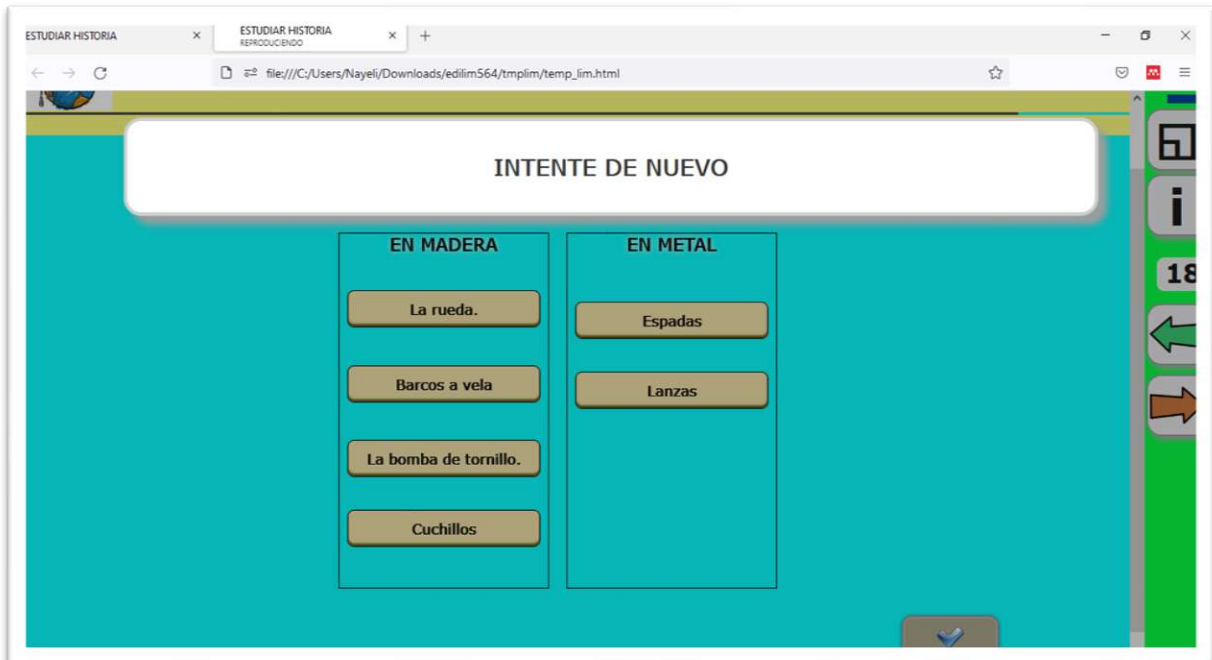 ESTUDIAR HISTORIA
ESTUDIAR HISTORIA
REPRODUCIENDO
file:///C:/Users/Nayeli/Downloads/edilim564/tmplim/temp_lim.html
INTENTE DE NUEVO
EN MADERA
La rueda.
Barcos a vela
La bomba de tornillo.
Cuchillos
EN METAL
Espadas
Lanzas
i
18